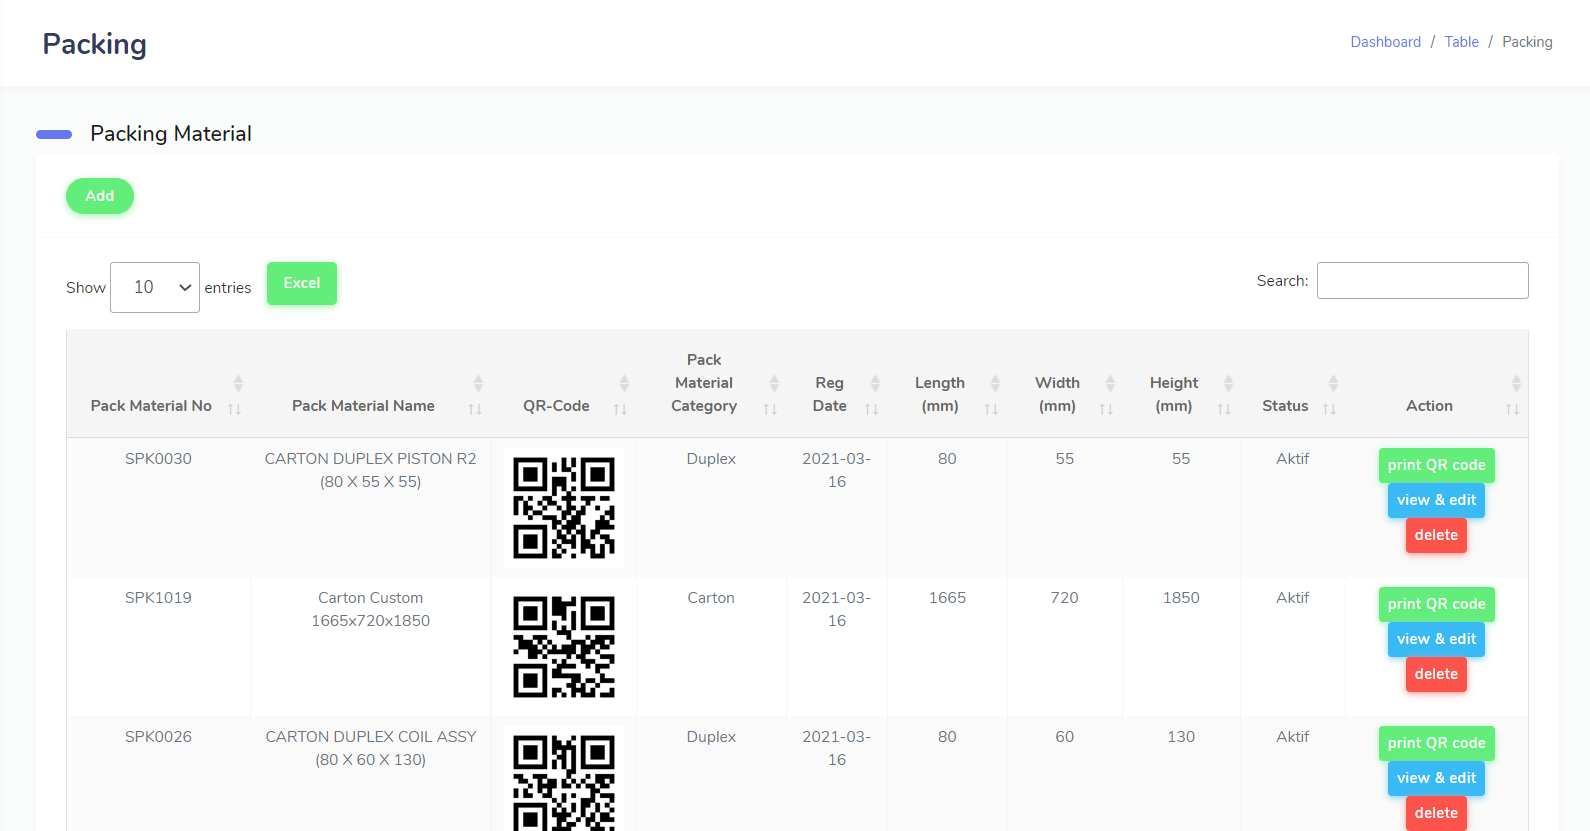 Packing
Dashboard / Table / Packing
Packing Material
Add
Show 10 entries Excel
Search:
Pack Material No Pack Material Name QR-Code Pack Material Category Reg Date Length (mm) Width (mm) Height (mm) Status Action
SPK0030 CARTON DUPLEX PISTON R2 Duplex 2021-03- 80 55 55 Aktif print QR code
(80 X 55 X 55) 16 view & edit
delete
SPK1019 Carton Custom Carton 2021-03- 1665 720 1850 Aktif print QR code
1665x720x1850 16 view & edit
delete
SPK0026 CARTON DUPLEX COIL ASSY Duplex 2021-03- 80 60 130 Aktif print QR code
(80 X 60 X 130) 16 view & edit
delete